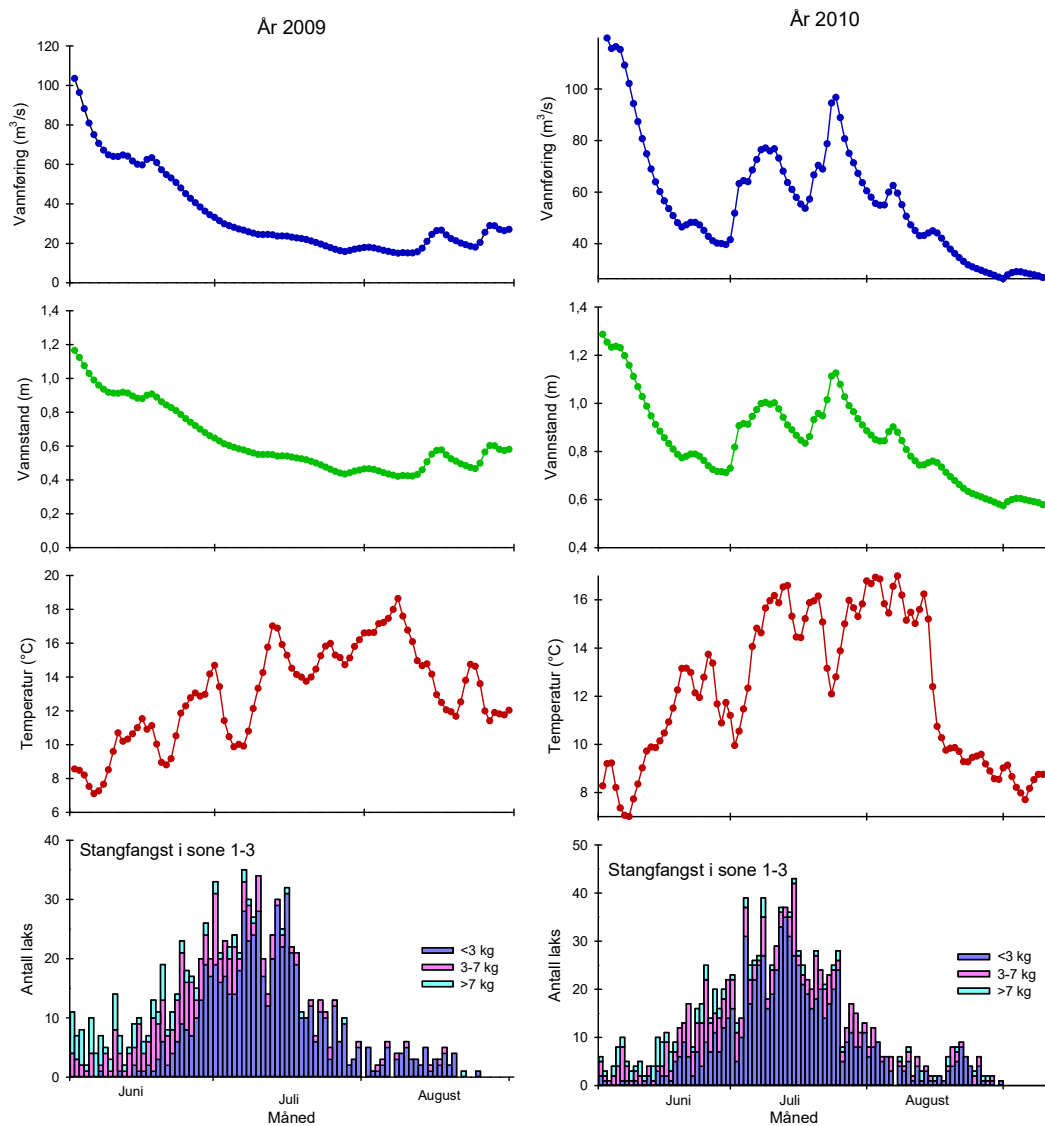 År 2009
År 2010
Vannføring (m³/s)
120
100
80
60
40
20
0
Vannføring (m³/s)
120
100
80
60
40
Vannstand (m)
1,4
1,2
1,0
0,8
0,6
0,4
0,2
0,0
Vannstand (m)
1,4
1,2
1,0
0,8
0,6
0,4
Temperatur (°C)
20
18
16
14
12
10
8
6
Temperatur (°C)
16
14
12
10
8
Stangfangst i sone 1-3
Antall laks
40
30
20
10
0
<3 kg
3-7 kg
>7 kg
Juni
Juli
August
Måned
Stangfangst i sone 1-3
Antall laks
50
40
30
20
10
0
<3 kg
3-7 kg
>7 kg
Juni
Juli
August
Måned